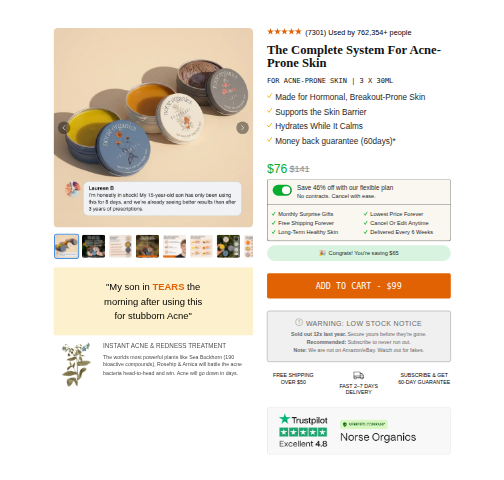 (7301) Used by 762,354+ people
The Complete System For Acne-
Prone Skin
FOR ACNE-PRONE SKIN | 3 X 30ML
Made for Hormonal, Breakout-Prone Skin
Supports the Skin Barrier
Hydrates While It Calms
Money back guarantee (60days)*
$76 $141
Save 46% off with our flexible plan
No contracts. Cancel with ease.
Monthly Surprise Gifts
Lowest Price Forever
Free Shipping Forever
Cancel Or Edit Anytime
Long-Term Healthy Skin
Delivered Every 6 Weeks
Congrats! You're saving $65
ADD TO CART - $99
WARNING: LOW STOCK NOTICE
Sold out 12x last year. Secure yours before they're gone.
Recommended: Subscribe to never run out.
Note: We are not on Amazon/eBay. Watch out for fakes.
FREE SHIPPING
OVER $50
FAST 2–7 DAYS
DELIVERY
SUBSCRIBE & GET
60-DAY GUARANTEE
Trustpilot
Excellent 4.8
Norse Organics
Laureen B
I'm honestly in shock! My 15-year-old son has only been using
this for 8 days, and we're already seeing better results than after
3 years of prescriptions.
"My son in TEARS the
morning after using this
for stubborn Acne"
INSTANT ACNE & REDNESS TREATMENT
The worlds most powerful plants like Sea Buckhorn (190
bioactive compounds), Rosehip & Arnica will battle the acne
bacteria head-to-head and win. Acne will go down in days.